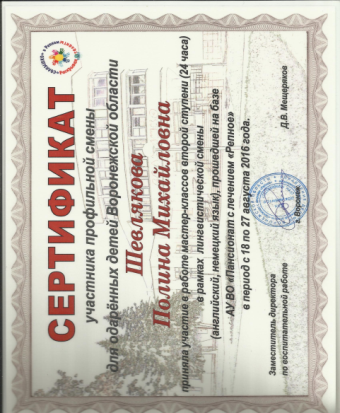 СЕРТИФИКАТ
участника профильной смены
для одарённых детей Воронежской области
Шевлякова
Полина Михайловна
приняла участие в работе мастер-классов второй ступени (24 часа)
в рамках лингвистической смены
(английский, немецкий язык), прошедшей на базе
АУ ВО «Пансионат с лечением «Репное»
в период с 18 по 27 августа 2016 года.
Заместитель директора
по воспитательной работе
Д.В. Мещеряков
г. Воронеж